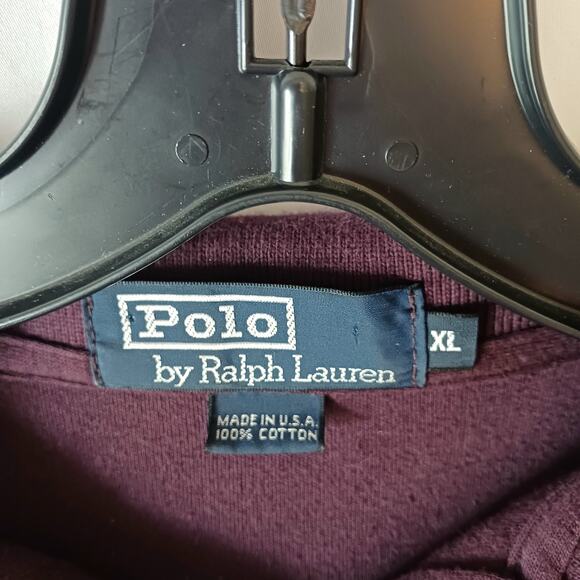 Polo
by Ralph Lauren
XL
MADE IN U.S.A.
100% COTTON